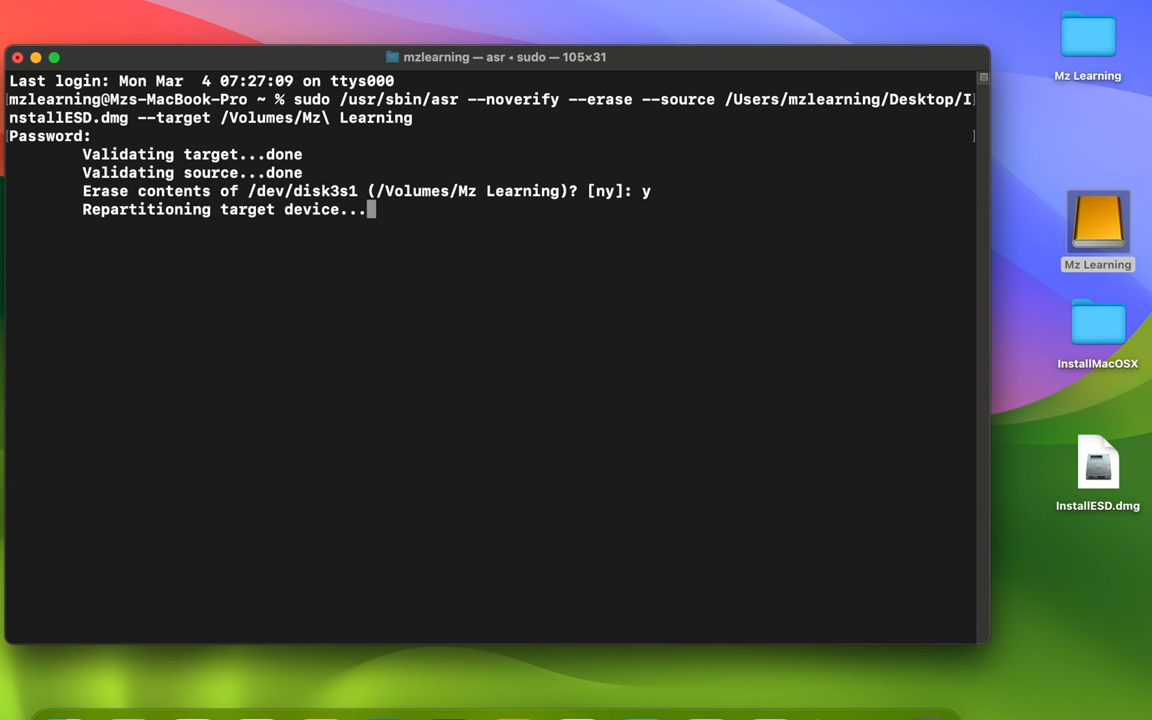 mzlearning — asr ◂ sudo — 105×31
Last login: Mon Mar  4 07:27:09 on ttys000
[mzlearning@Mzs-MacBook-Pro ~ % sudo /usr/sbin/asr --noverify --erase --source /Users/mzlearning/Desktop/I]
nstallESD.dmg --target /Volumes/Mz\ Learning
[Password: ]
Validating target...done
Validating source...done
Erase contents of /dev/disk3s1 (/Volumes/Mz Learning)? [ny]: y
Repartitioning target device...
Mz Learning
Mz Learning
InstallMacOSX
InstallESD.dmg